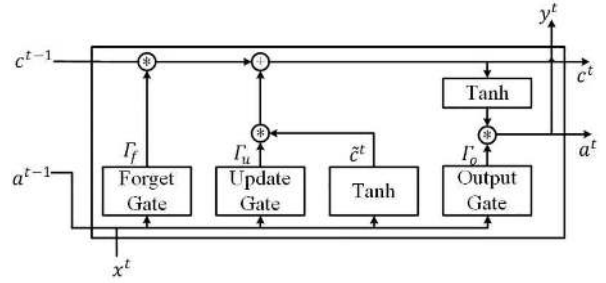 y^t
c^{t-1} * + c^t
Tanh
* *
Γ_f Γ_u c̃^t Γ_o a^t
a^{t-1}
Forget Gate
Update Gate
Tanh
Output Gate
x^t